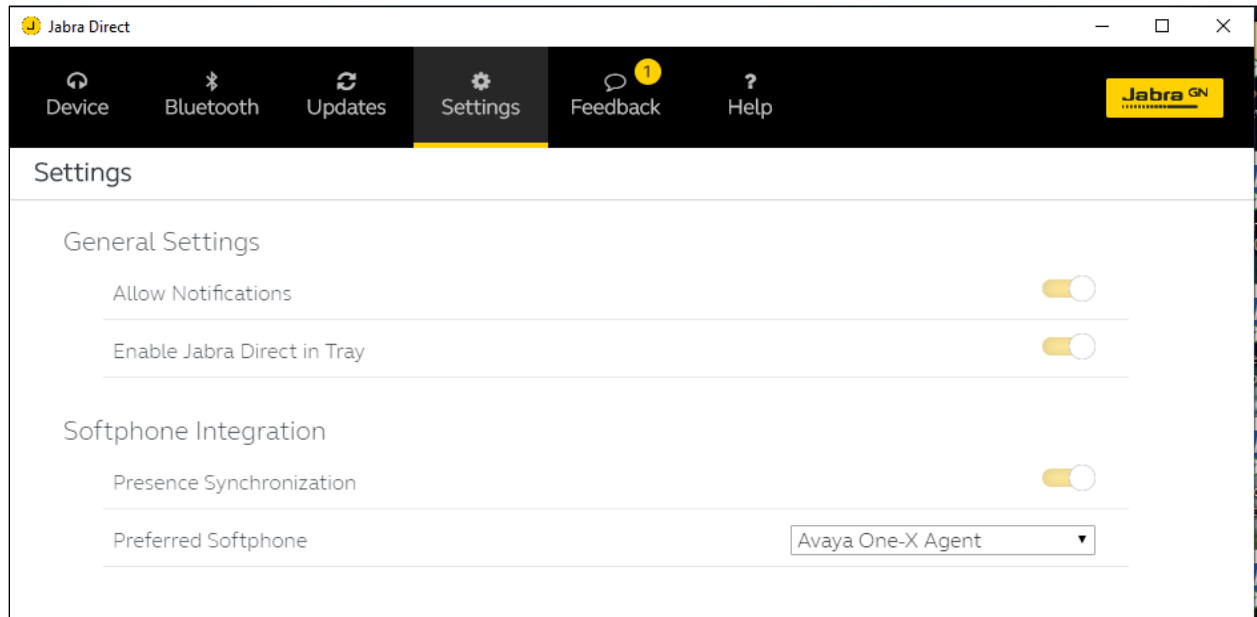 Jabra Direct
Device
Bluetooth
Updates
Settings
1
Feedback
?
Help
Jabra GN
Settings
General Settings
Allow Notifications
Enable Jabra Direct in Tray
Softphone Integration
Presence Synchronization
Preferred Softphone
Avaya One-X Agent